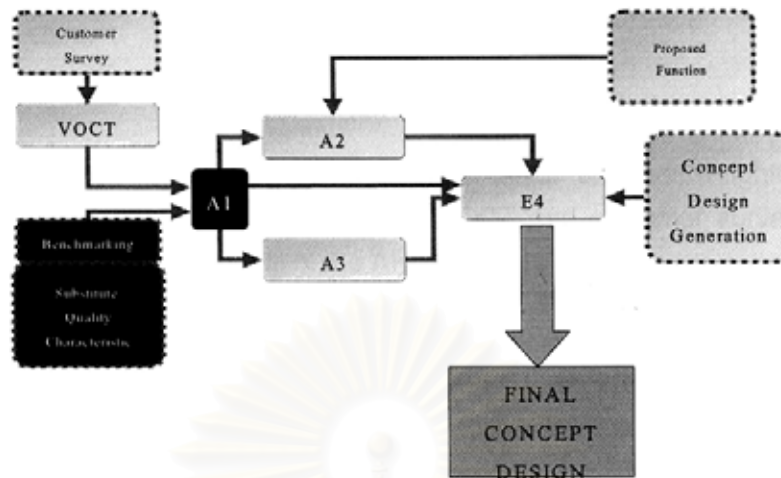 Customer
Survey
VOCT
Benchmarking
Substitute
Quality
Characteristic
A1
A2
A3
Proposed
Function
E4
Concept
Design
Generation
FINAL
CONCEPT
DESIGN